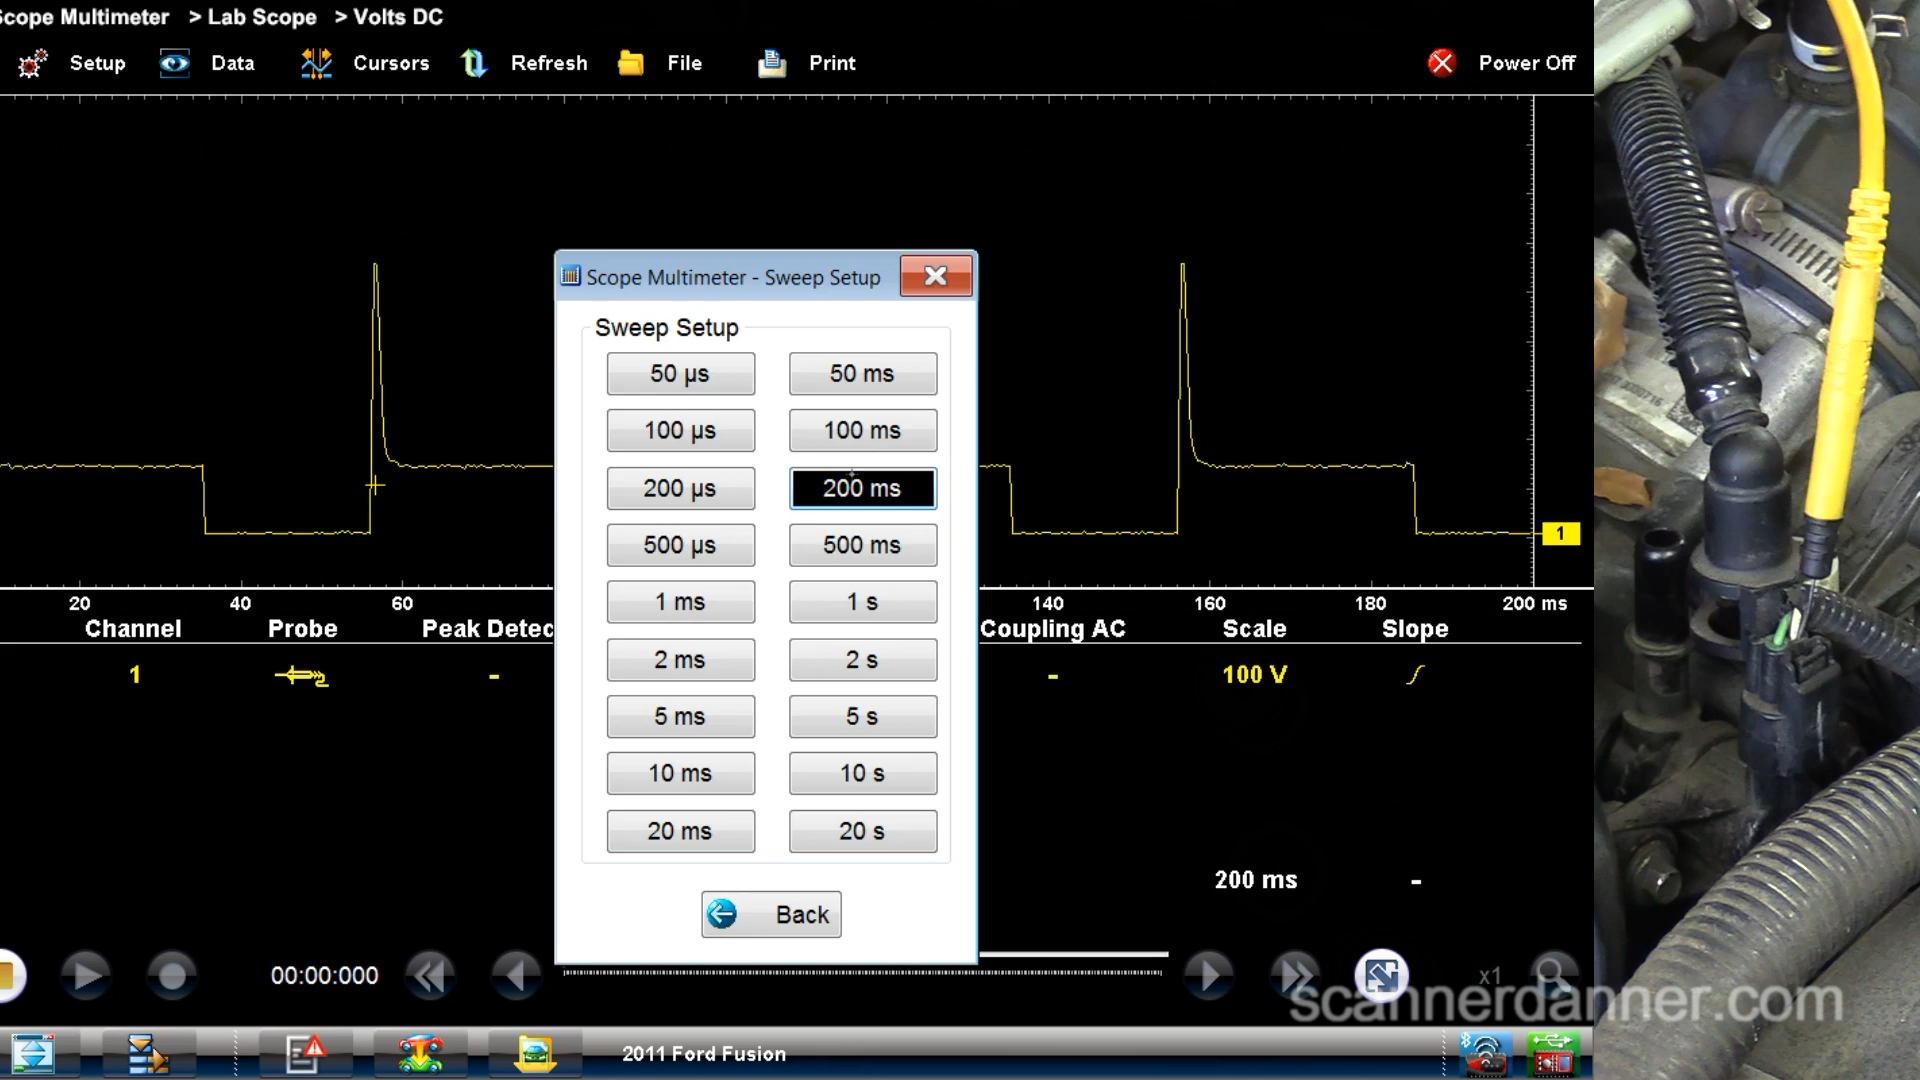 Scope Multimeter > Lab Scope > Volts DC
Setup Data Cursors Refresh File Print Power Off
Scope Multimeter - Sweep Setup
Sweep Setup
50 µs 50 ms
100 µs 100 ms
200 µs 200 ms
500 µs 500 ms
1 ms 1 s
2 ms 2 s
5 ms 5 s
10 ms 10 s
20 ms 20 s
Back
1
20 40 60 140 160 180 200 ms
Channel Probe Peak Detec Coupling AC Scale Slope
1 - - 100 V
200 ms -
00:00:000 x1
scannerdanner.com
2011 Ford Fusion